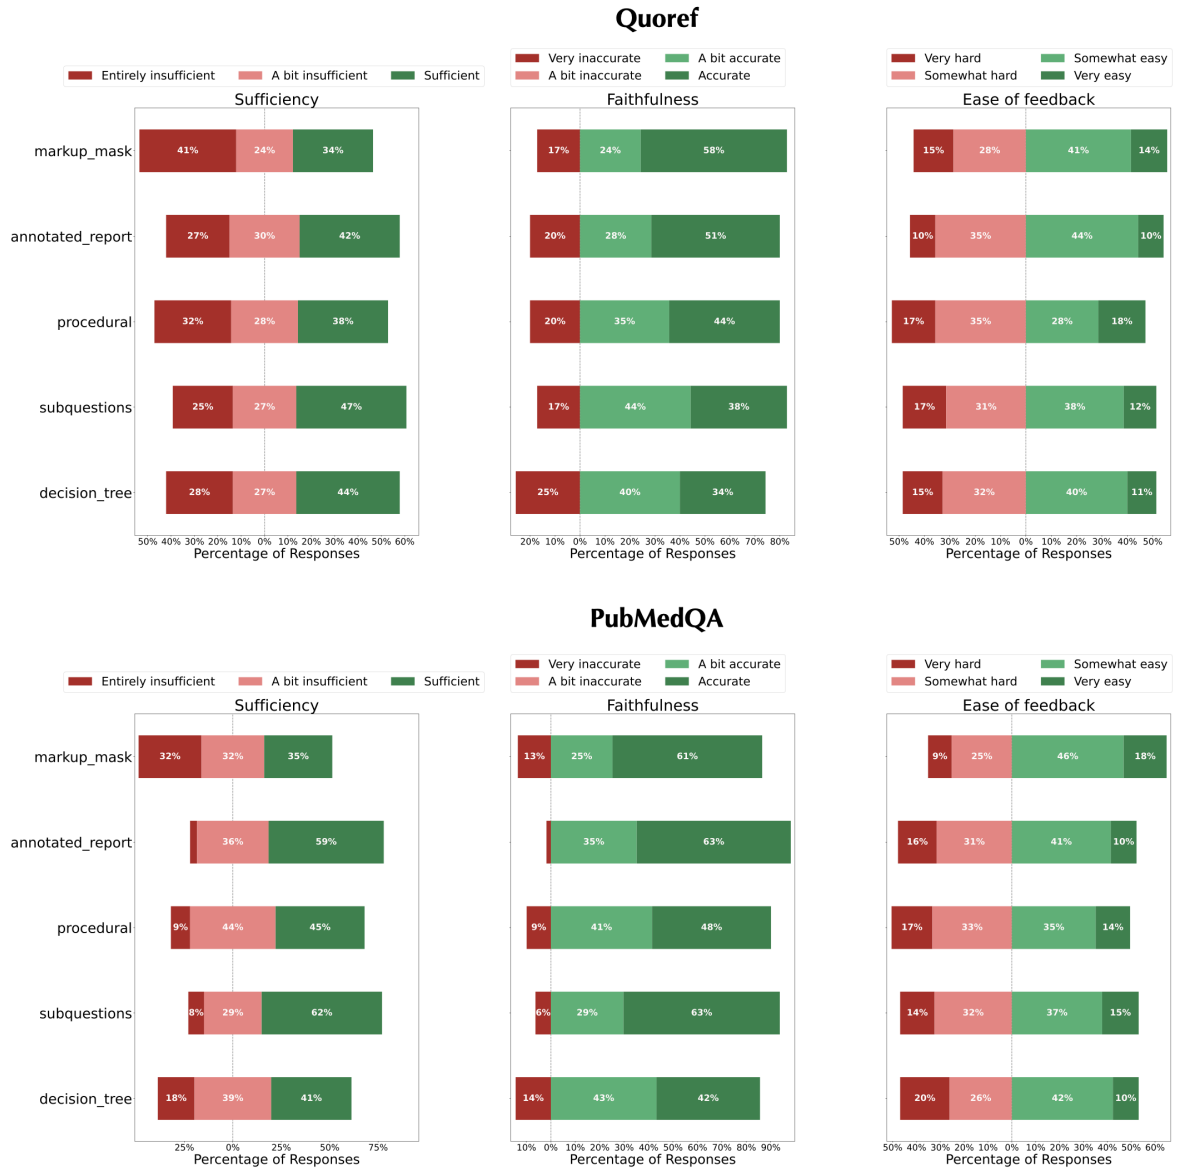 Quoref
Entirely insufficient A bit insufficient Sufficient
Very inaccurate A bit accurate
A bit inaccurate Accurate
Very hard Somewhat easy
Somewhat hard Very easy
Sufficiency Faithfulness Ease of feedback
markup_mask 41% 24% 34% 17% 24% 58% 15% 28% 41% 14%
annotated_report 27% 30% 42% 20% 28% 51% 10% 35% 44% 10%
procedural 32% 28% 38% 20% 35% 44% 17% 35% 28% 18%
subquestions 25% 27% 47% 17% 44% 38% 17% 31% 38% 12%
decision_tree 28% 27% 44% 25% 40% 34% 15% 32% 40% 11%
50% 40% 30% 20% 10% 0% 10% 20% 30% 40% 50% 60% 20% 10% 0% 10% 20% 30% 40% 50% 60% 70% 80% 50% 40% 30% 20% 10% 0% 10% 20% 30% 40% 50%
Percentage of Responses Percentage of Responses Percentage of Responses
PubMedQA
Entirely insufficient A bit insufficient Sufficient
Very inaccurate A bit accurate
A bit inaccurate Accurate
Very hard Somewhat easy
Somewhat hard Very easy
Sufficiency Faithfulness Ease of feedback
markup_mask 32% 32% 35% 13% 25% 61% 9% 25% 46% 18%
annotated_report 36% 59% 35% 63% 16% 31% 41% 10%
procedural 9% 44% 45% 9% 41% 48% 17% 33% 35% 14%
subquestions 8% 29% 62% 6% 29% 63% 14% 32% 37% 15%
decision_tree 18% 39% 41% 14% 43% 42% 20% 26% 42% 10%
25% 0% 25% 50% 75% 10% 0% 10% 20% 30% 40% 50% 60% 70% 80% 90% 50% 40% 30% 20% 10% 0% 10% 20% 30% 40% 50% 60%
Percentage of Responses Percentage of Responses Percentage of Responses